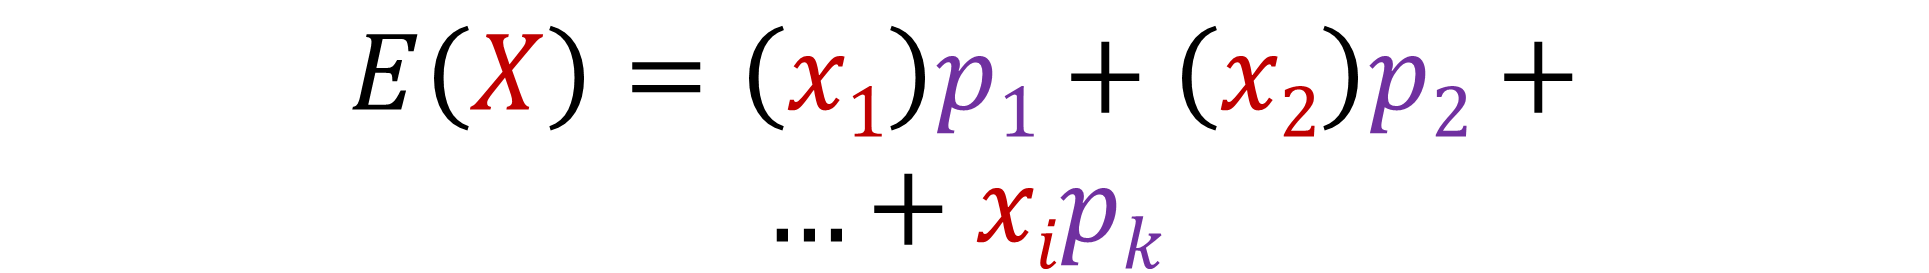 E(X) = (x₁)p₁ + (x₂)p₂ +
... + xᵢpₖ